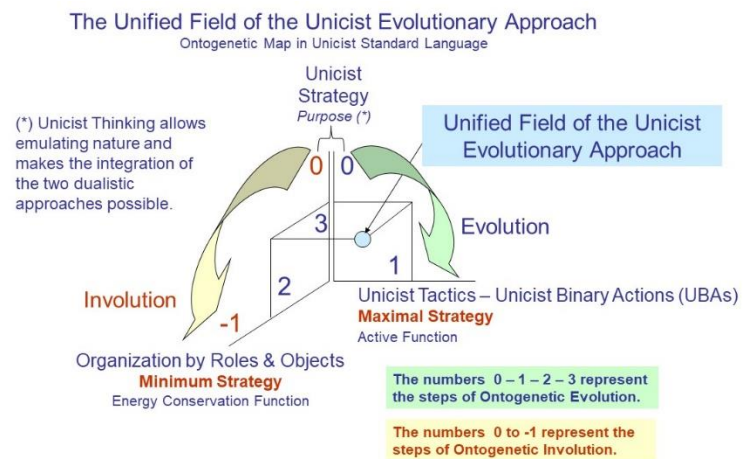 The Unified Field of the Unicist Evolutionary Approach
Ontogenetic Map in Unicist Standard Language
Unicist
Strategy
Purpose (*)
(*) Unicist Thinking allows
emulating nature and
makes the integration of
the two dualistic
approaches possible.
Unified Field of the Unicist
Evolutionary Approach
0 0
3
Evolution
1
2
Involution
-1
Unicist Tactics – Unicist Binary Actions (UBAs)
Maximal Strategy
Active Function
Organization by Roles & Objects
Minimum Strategy
Energy Conservation Function
The numbers 0 – 1 – 2 – 3 represent
the steps of Ontogenetic Evolution.
The numbers 0 to -1 represent the
steps of Ontogenetic Involution.